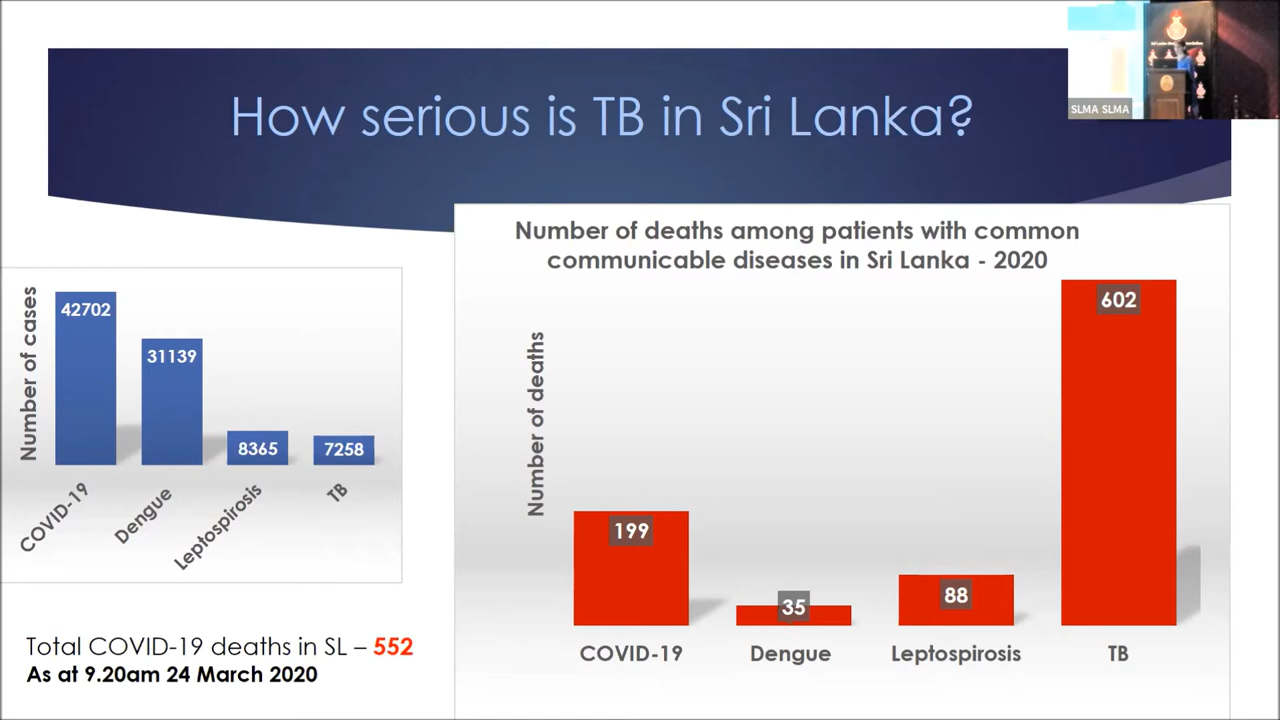 How serious is TB in Sri Lanka?
SLMA SLMA
Number of cases
42702
31139
8365
7258
COVID-19
Dengue
Leptospirosis
TB
Total COVID-19 deaths in SL – 552
As at 9.20am 24 March 2020
Number of deaths among patients with common
communicable diseases in Sri Lanka - 2020
Number of deaths
199
35
88
602
COVID-19
Dengue
Leptospirosis
TB